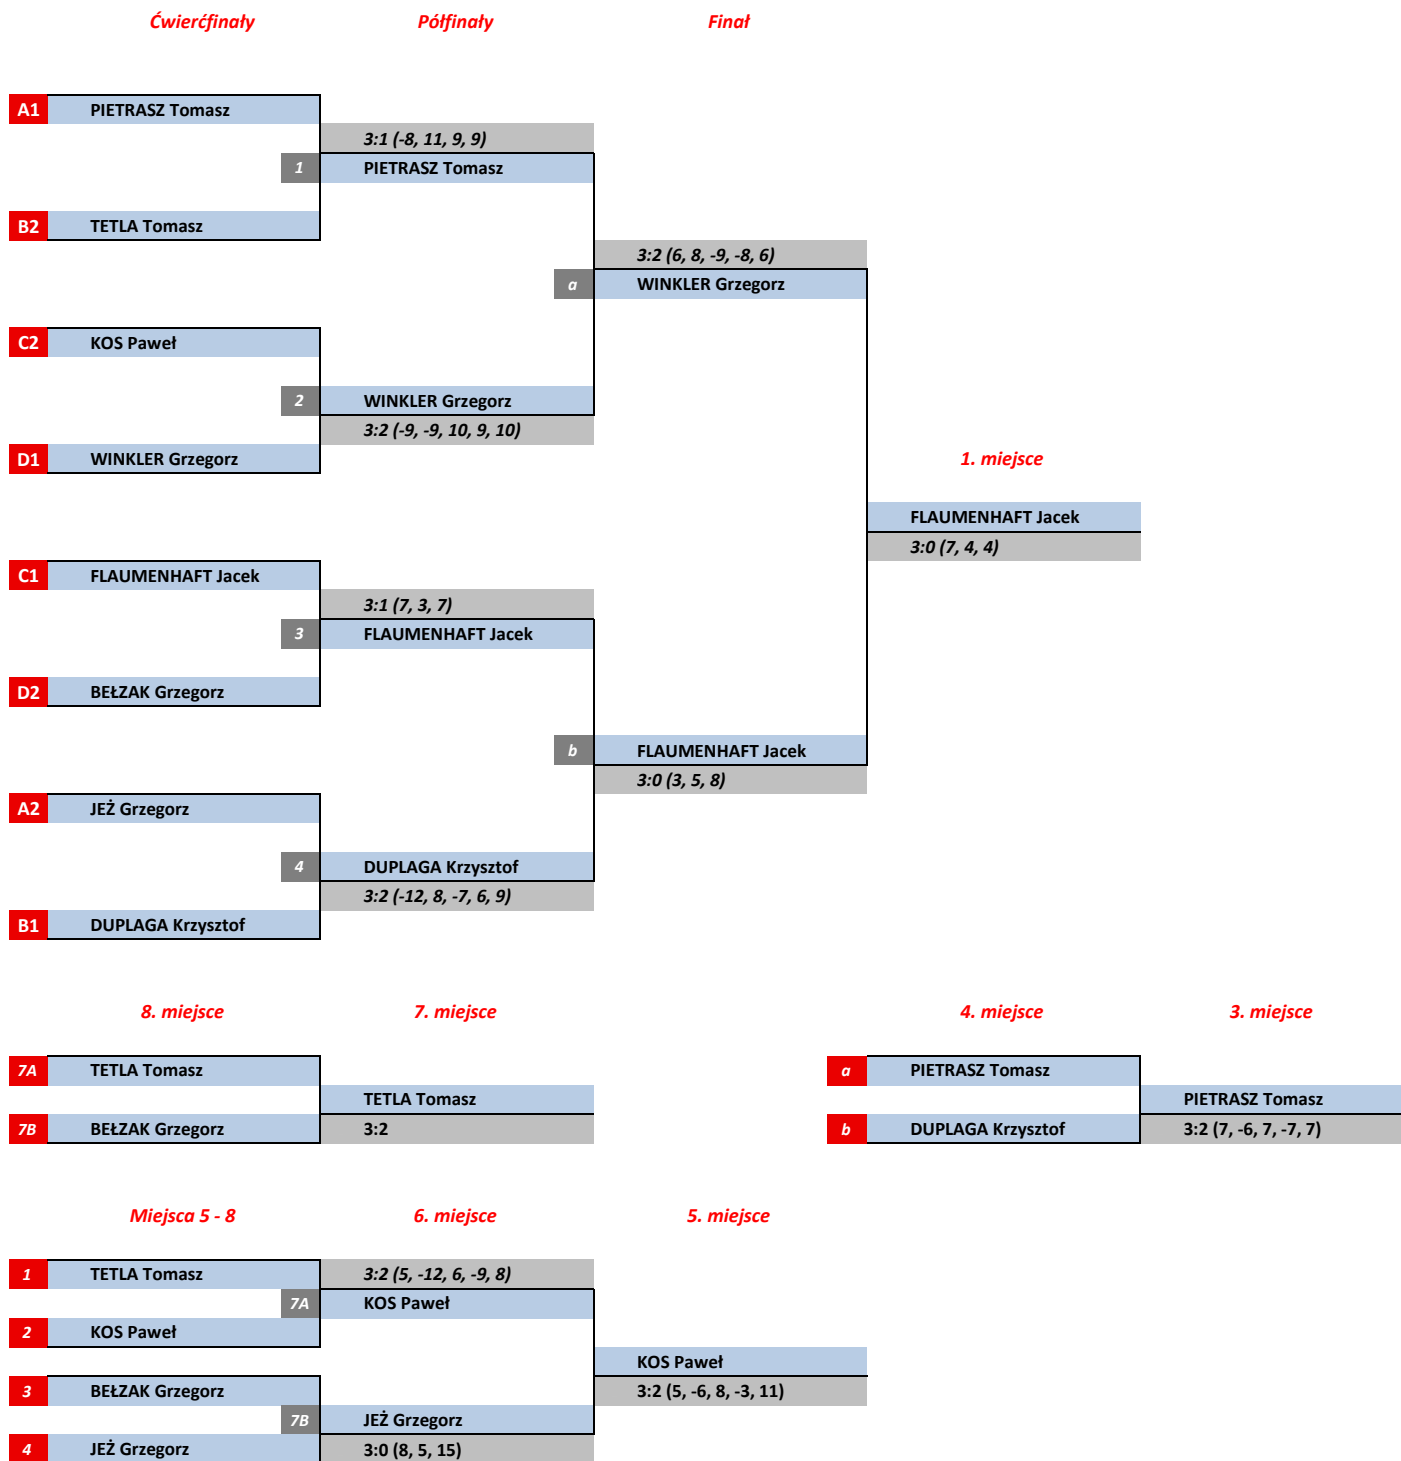 Ćwierćfinały Półfinały Finał
A1 PIETRASZ Tomasz
3:1 (-8, 11, 9, 9)
1 PIETRASZ Tomasz
B2 TETLA Tomasz
3:2 (6, 8, -9, -8, 6)
a WINKLER Grzegorz
C2 KOS Paweł
2 WINKLER Grzegorz
3:2 (-9, -9, 10, 9, 10)
D1 WINKLER Grzegorz 1. miejsce
FLAUMENHAFT Jacek
3:0 (7, 4, 4)
C1 FLAUMENHAFT Jacek
3:1 (7, 3, 7)
3 FLAUMENHAFT Jacek
D2 BEŁZAK Grzegorz
b FLAUMENHAFT Jacek
3:0 (3, 5, 8)
A2 JEŻ Grzegorz
4 DUPLAGA Krzysztof
3:2 (-12, 8, -7, 6, 9)
B1 DUPLAGA Krzysztof
8. miejsce 7. miejsce 4. miejsce 3. miejsce
7A TETLA Tomasz a PIETRASZ Tomasz
TETLA Tomasz PIETRASZ Tomasz
7B BEŁZAK Grzegorz 3:2 b DUPLAGA Krzysztof 3:2 (7, -6, 7, -7, 7)
Miejsca 5 - 8 6. miejsce 5. miejsce
1 TETLA Tomasz 3:2 (5, -12, 6, -9, 8)
7A KOS Paweł
2 KOS Paweł
KOS Paweł
3 BEŁZAK Grzegorz 3:2 (5, -6, 8, -3, 11)
7B JEŻ Grzegorz
4 JEŻ Grzegorz 3:0 (8, 5, 15)